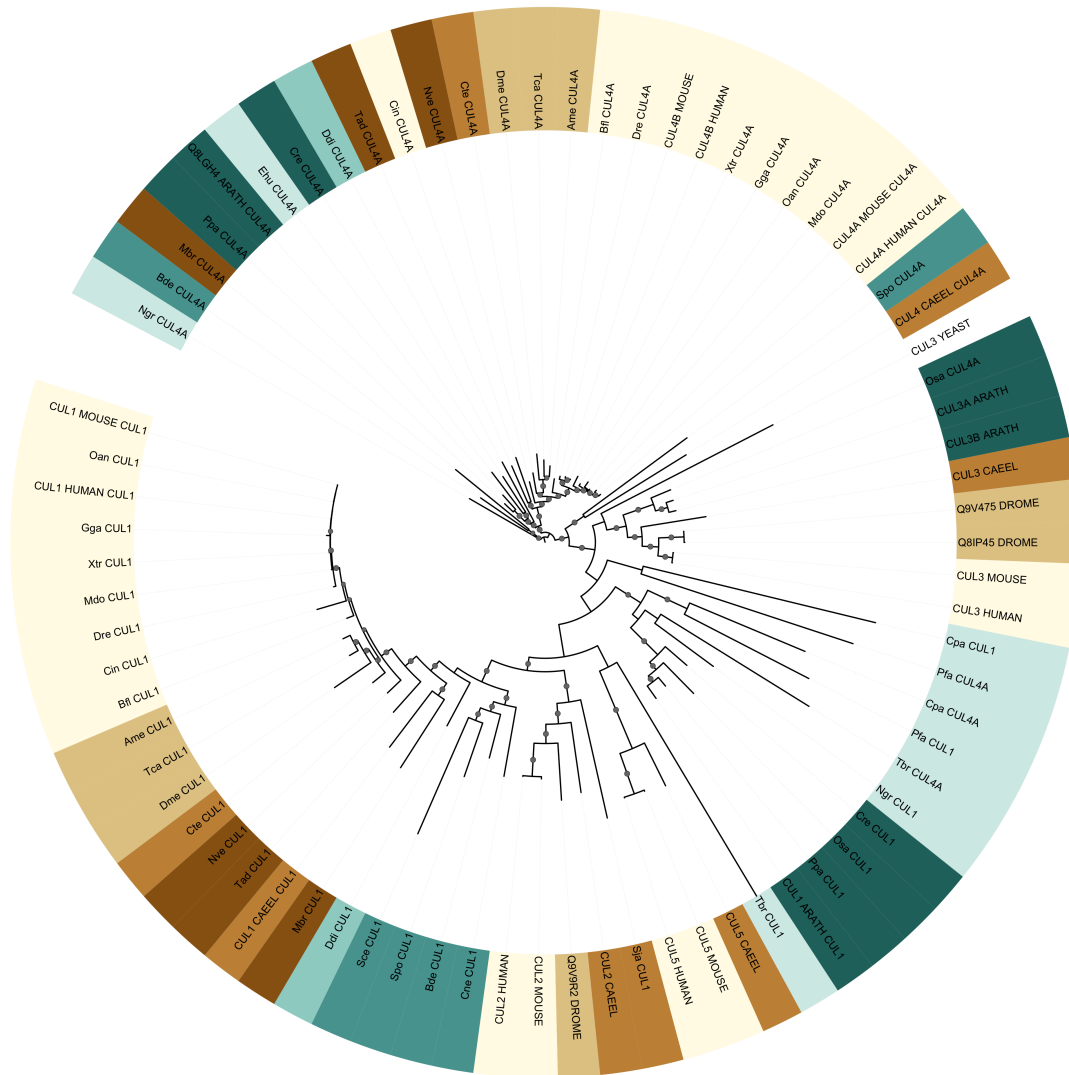 Ngr CUL4A
Bde CUL4A
Mbr CUL4A
Ppa CUL4A
Q8LGH4 ARATH CUL4A
Ehu CUL4A
Cre CUL4A
Ddi CUL4A
Tad CUL4A
Cin CUL4A
Nve CUL4A
Cte CUL4A
Dme CUL4A
Tca CUL4A
Ame CUL4A
Bfl CUL4A
Dre CUL4A
CUL4B MOUSE
CUL4B HUMAN
Xtr CUL4A
Gga CUL4A
Oan CUL4A
Mdo CUL4A
CUL4A MOUSE CUL4A
CUL4A HUMAN CUL4A
Spo CUL4A
CUL4 CAEEL CUL4A
CUL3 YEAST
Osa CUL4A
CUL3A ARATH
CUL3B ARATH
CUL3 CAEEL
Q9V475 DROME
Q8IP45 DROME
CUL3 MOUSE
CUL3 HUMAN
Cpa CUL1
Pfa CUL4A
Cpa CUL4A
Pfa CUL1
Tbr CUL4A
Ngr CUL1
Cre CUL1
Osa CUL1
Ppa CUL1
CUL1 ARATH CUL1
Tbr CUL1
CUL5 CAEEL
CUL5 MOUSE
CUL5 HUMAN
Sja CUL1
CUL2 CAEEL
Q9V9R2 DROME
CUL2 MOUSE
CUL2 HUMAN
Cne CUL1
Bde CUL1
Spo CUL1
Sce CUL1
Ddi CUL1
Mbr CUL1
CUL1 CAEEL CUL1
Tad CUL1
Nve CUL1
Cte CUL1
Dme CUL1
Tca CUL1
Ame CUL1
Bfl CUL1
Cin CUL1
Dre CUL1
Mdo CUL1
Xtr CUL1
Gga CUL1
CUL1 HUMAN CUL1
Oan CUL1
CUL1 MOUSE CUL1